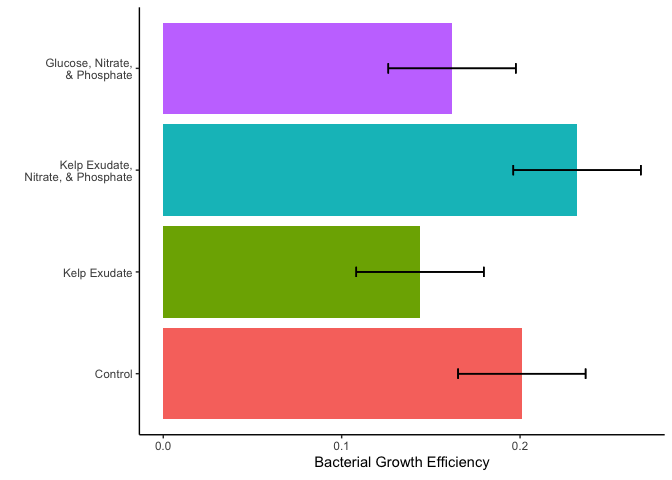 Glucose, Nitrate,
& Phosphate
Kelp Exudate,
Nitrate, & Phosphate
Kelp Exudate
Control
0.0
0.1
0.2
Bacterial Growth Efficiency